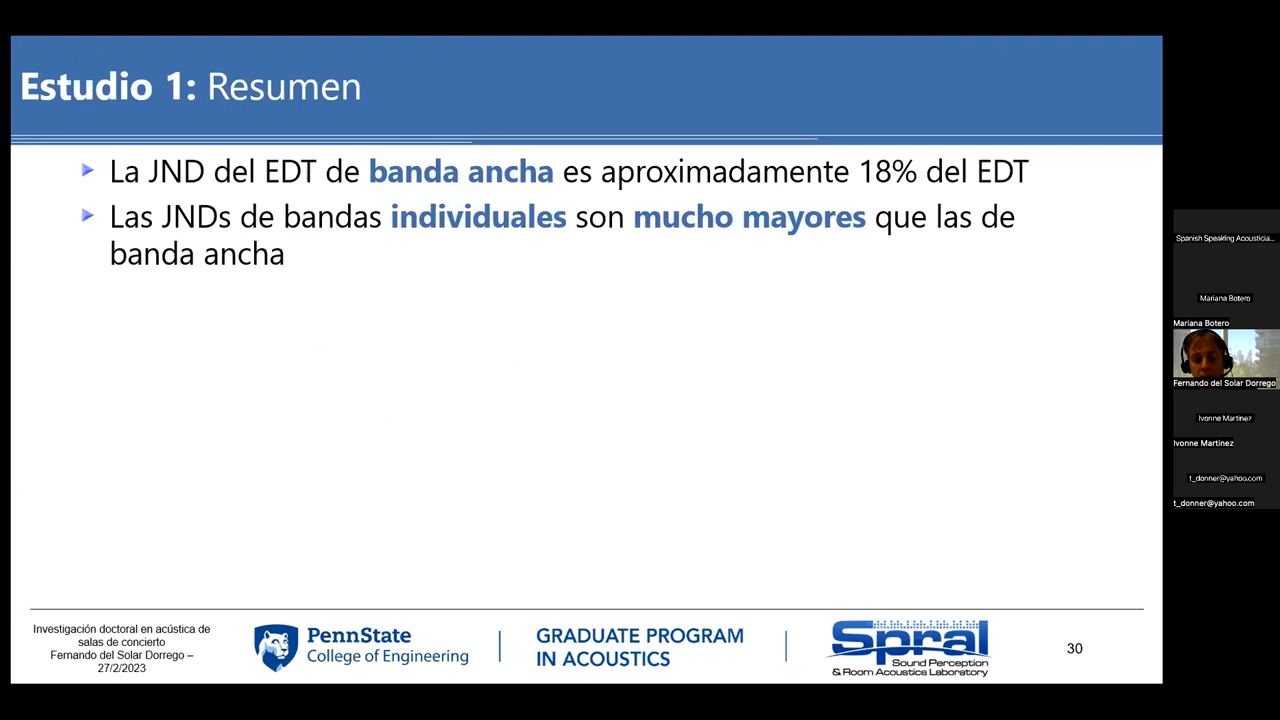 Estudio 1: Resumen
La JND del EDT de banda ancha es aproximadamente 18% del EDT
Las JNDs de bandas individuales son mucho mayores que las de
banda ancha
Investigación doctoral en acústica de
salas de concierto
Fernando del Solar Dorrego –
27/2/2023
PennState
College of Engineering
GRADUATE PROGRAM
IN ACOUSTICS
Spral
Sound Perception
& Room Acoustics Laboratory
30
Spanish Speaking Acousticia...
Mariana Botero
Mariana Botero
Fernando del Solar Dorrego
Ivonne Martinez
Ivonne Martinez
t_donner@yahoo.com
t_donner@yahoo.com